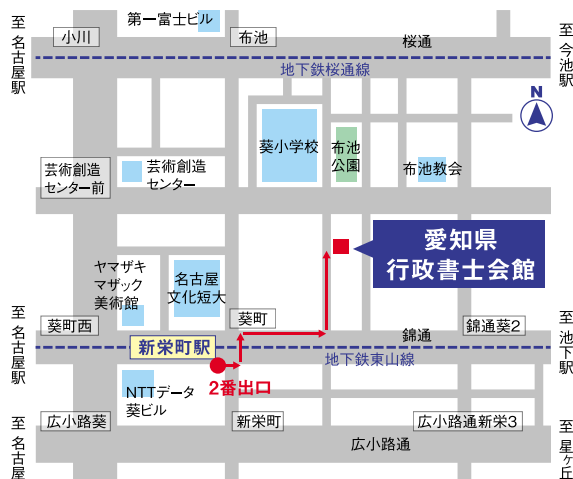 第一富士ビル
至 名古屋駅
小川
布池
桜通
至 今池駅
地下鉄桜通線
N
葵小学校
布池
公園
布池教会
芸術創造
センター前
芸術創造
センター
愛知県
行政書士会館
ヤマザキ
マザック
美術館
名古屋
文化短大
至 名古屋駅
葵町西
葵町
錦通
錦通葵2
至 池下駅
新栄町駅
地下鉄東山線
2番出口
NTTデータ
葵ビル
至 名古屋
広小路葵
新栄町
広小路通新栄3
広小路通
至 星ヶ丘